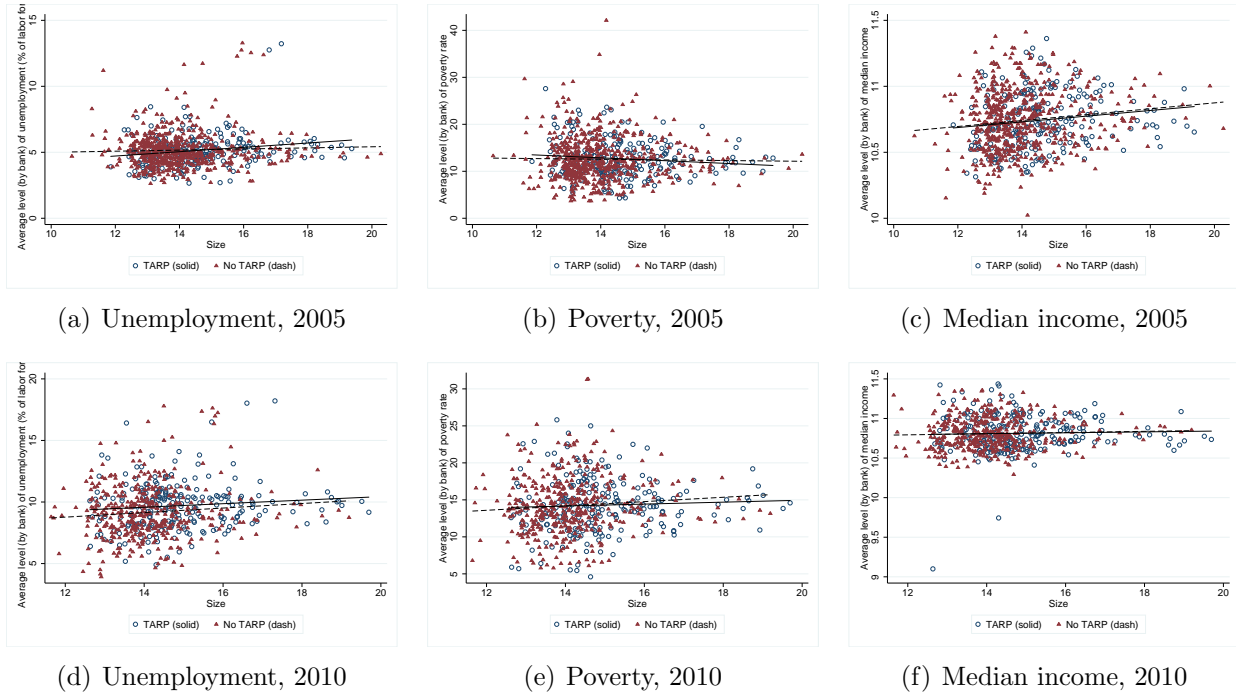 Average level (by bank) of unemployment (% of labor for
15
10
5
0
10 12 14 16 18 20
Size
TARP (solid) No TARP (dash)
(a) Unemployment, 2005
Average level (by bank) of poverty rate
40
30
20
10
0
10 12 14 16 18 20
Size
TARP (solid) No TARP (dash)
(b) Poverty, 2005
Average level (by bank) of median income
11.5
11
10.5
10
10 12 14 16 18 20
Size
TARP (solid) No TARP (dash)
(c) Median income, 2005
Average level (by bank) of unemployment (% of labor for
20
15
10
5
12 14 16 18 20
Size
TARP (solid) No TARP (dash)
(d) Unemployment, 2010
Average level (by bank) of poverty rate
30
25
20
15
10
5
12 14 16 18 20
Size
TARP (solid) No TARP (dash)
(e) Poverty, 2010
Average level (by bank) of median income
11.5
11
10.5
10
9.5
9
12 14 16 18 20
Size
TARP (solid) No TARP (dash)
(f) Median income, 2010